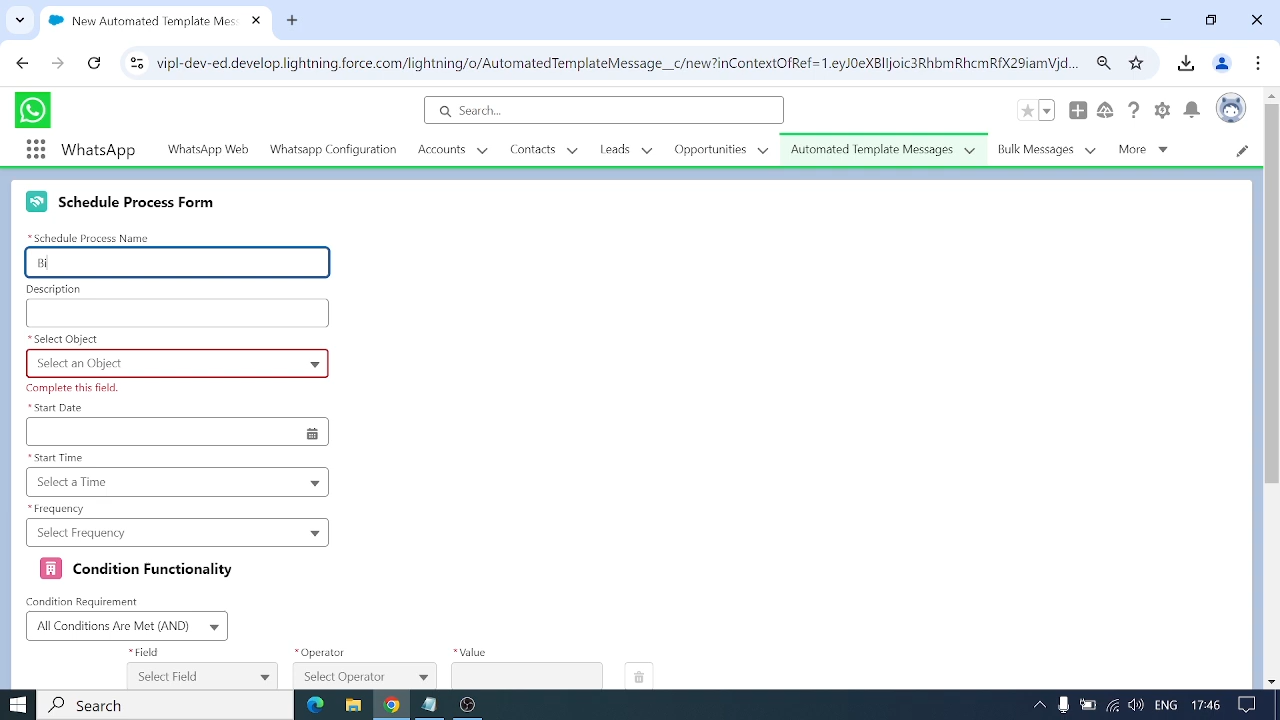 New Automated Template Mess
vipl-dev-ed.develop.lightning.force.com/lightning/o/AutomatedTemplateMessage__c/new?inContextOfRef=1.eyJ0eXBlIjoic3RhbmRhcmRfX29iamVjd...
Search...
WhatsApp
WhatsApp Web
Whatsapp Configuration
Accounts
Contacts
Leads
Opportunities
Automated Template Messages
Bulk Messages
More
Schedule Process Form
*Schedule Process Name
Bi
Description
*Select Object
Select an Object
Complete this field.
*Start Date
*Start Time
Select a Time
*Frequency
Select Frequency
Condition Functionality
Condition Requirement
All Conditions Are Met (AND)
*Field *Operator *Value
Select Field Select Operator
Search ENG 17:46